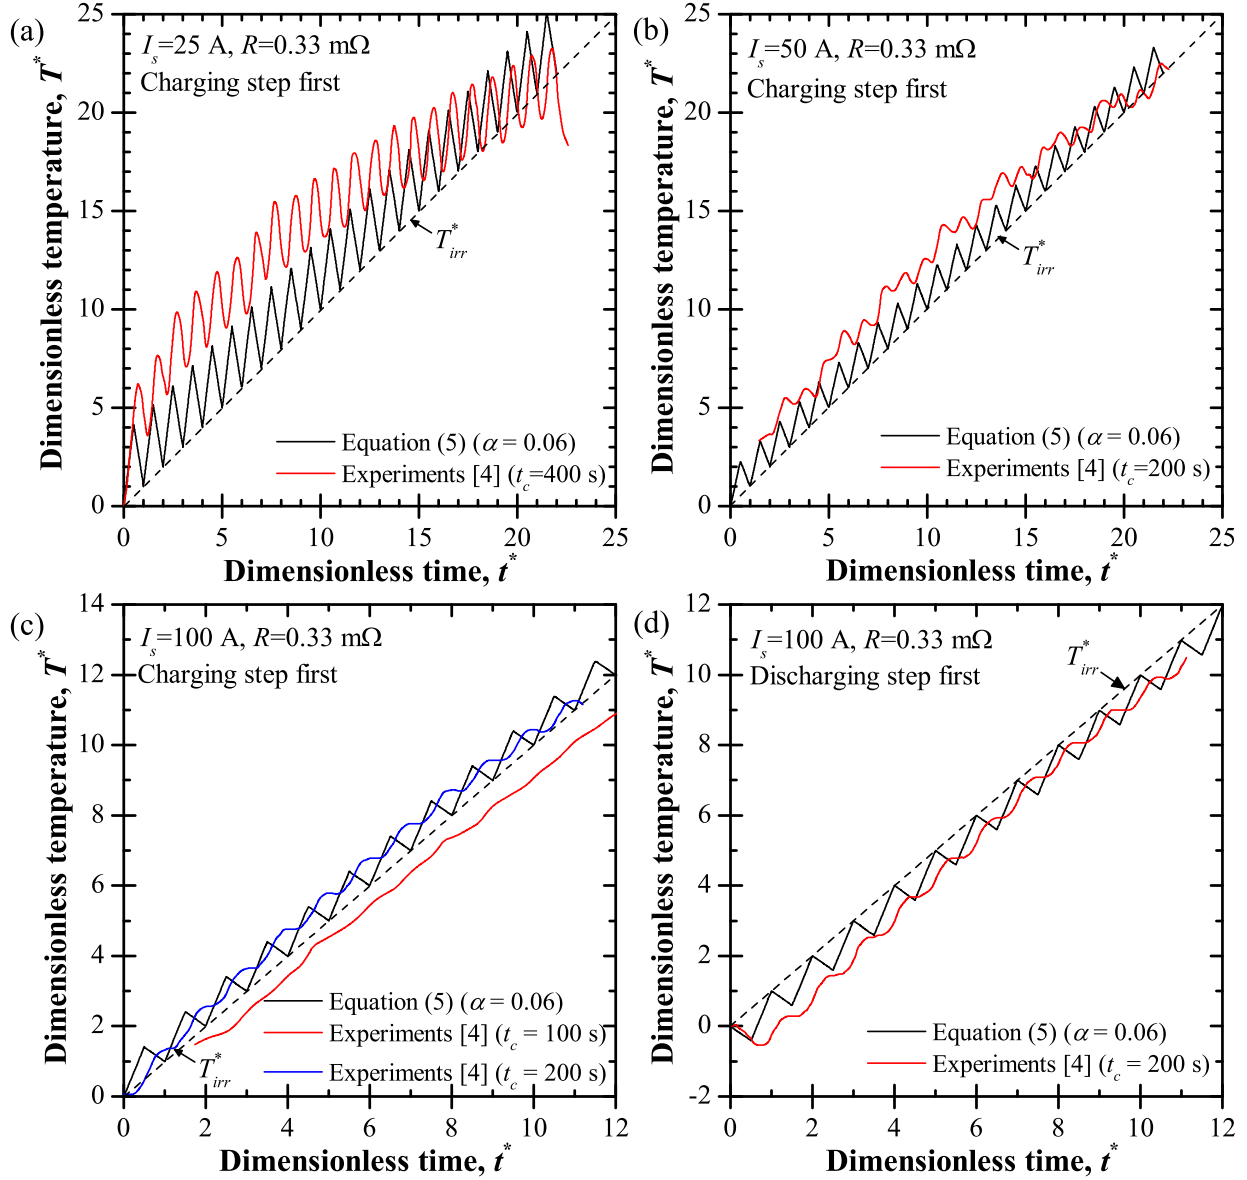 (a)
I_s=25 A, R=0.33 mΩ
Charging step first
25
20
15
10
5
0
Dimensionless temperature, T*
T*_irr
Equation (5) (α = 0.06)
Experiments [4] (t_c=400 s)
0 5 10 15 20 25
Dimensionless time, t*
(b)
I_s=50 A, R=0.33 mΩ
Charging step first
25
20
15
10
5
0
Dimensionless temperature, T*
T*_irr
Equation (5) (α = 0.06)
Experiments [4] (t_c=200 s)
0 5 10 15 20 25
Dimensionless time, t*
(c)
I_s=100 A, R=0.33 mΩ
Charging step first
14
12
10
8
6
4
2
0
Dimensionless temperature, T*
T*_irr
Equation (5) (α = 0.06)
Experiments [4] (t_c = 100 s)
Experiments [4] (t_c = 200 s)
0 2 4 6 8 10 12
Dimensionless time, t*
(d)
I_s=100 A, R=0.33 mΩ
Discharging step first
12
10
8
6
4
2
0
-2
Dimensionless temperature, T*
T*_irr
Equation (5) (α = 0.06)
Experiments [4] (t_c = 200 s)
0 2 4 6 8 10 12
Dimensionless time, t*